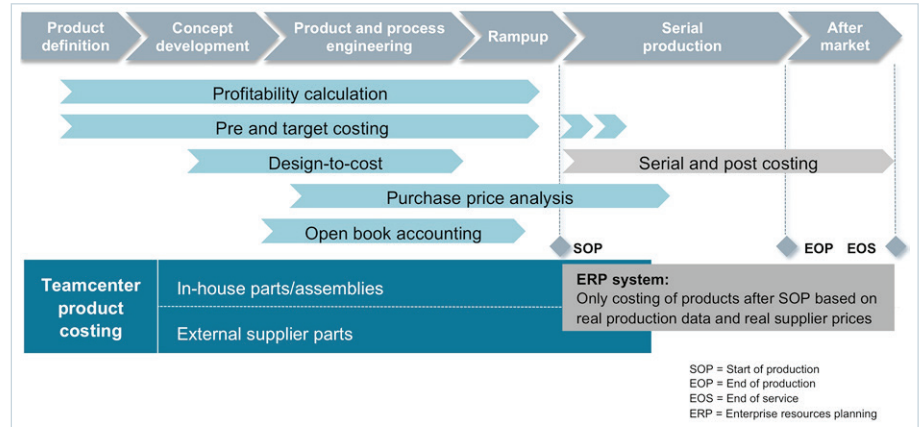 Product
definition
Concept
development
Product and process
engineering
Rampup
Serial
production
After
market
Profitability calculation
Pre and target costing
Design-to-cost
Serial and post costing
Purchase price analysis
Open book accounting
SOP
EOP
EOS
Teamcenter
product
costing
In-house parts/assemblies
External supplier parts
ERP system:
Only costing of products after SOP based on
real production data and real supplier prices
SOP = Start of production
EOP = End of production
EOS = End of service
ERP = Enterprise resources planning